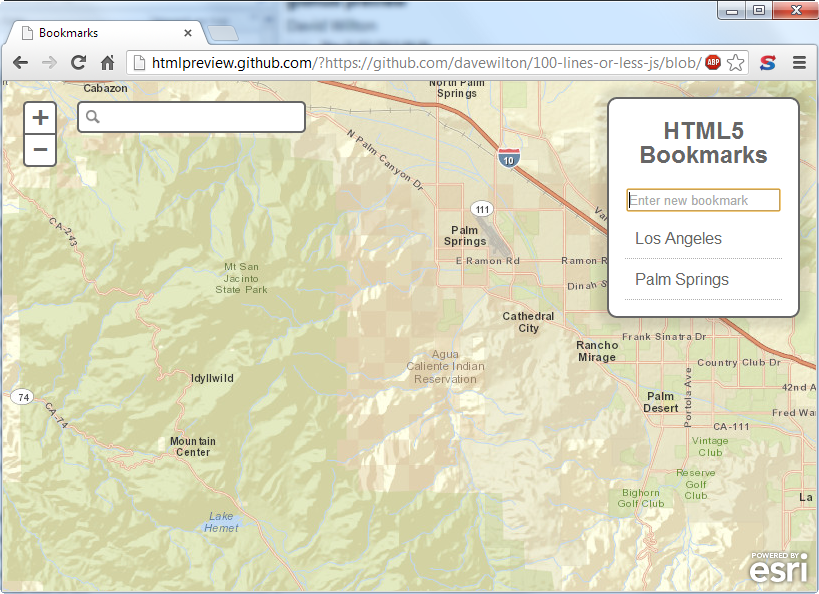 Bookmarks
htmlpreview.github.com/?https://github.com/davewilton/100-lines-or-less-js/blob/
ABP
S
Cabazon
North Palm
Springs
+
−
N Palm Canyon Dr
10
HTML5
Bookmarks
Enter new bookmark
Los Angeles
Palm Springs
111
Palm
Springs
E Ramon Rd
Ramon R
Dinah S
Va
CA-243
Mt San
Jacinto
State Park
Cathedral
City
Frank Sinatra Dr
Rancho
Mirage
Country Club Dr
Agua
Caliente Indian
Reservation
Idyllwild
42nd A
Portola Ave
Palm
Desert
74
CA-74
Fred War
CA-111
Mountain
Center
Vintage
Club
Reserve
Golf
Club
Bighorn
Golf Club
La
Lake
Hemet
POWERED BY
esri